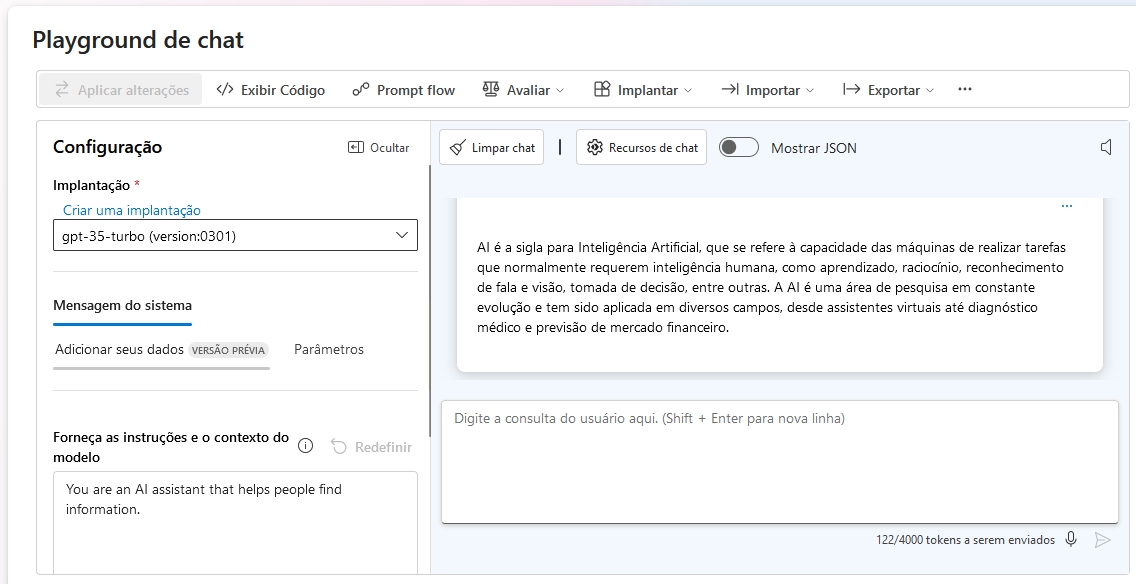 Playground de chat
Aplicar alterações
Exibir Código
Prompt flow
Avaliar
Implantar
Importar
Exportar
Configuração
Ocultar
Implantação *
Criar uma implantação
gpt-35-turbo (version:0301)
Mensagem do sistema
Adicionar seus dados VERSÃO PRÉVIA
Parâmetros
Forneça as instruções e o contexto do
modelo
Redefinir
You are an AI assistant that helps people find
information.
Limpar chat
Recursos de chat
Mostrar JSON
AI é a sigla para Inteligência Artificial, que se refere à capacidade das máquinas de realizar tarefas
que normalmente requerem inteligência humana, como aprendizado, raciocínio, reconhecimento
de fala e visão, tomada de decisão, entre outras. A AI é uma área de pesquisa em constante
evolução e tem sido aplicada em diversos campos, desde assistentes virtuais até diagnóstico
médico e previsão de mercado financeiro.
Digite a consulta do usuário aqui. (Shift + Enter para nova linha)
122/4000 tokens a serem enviados